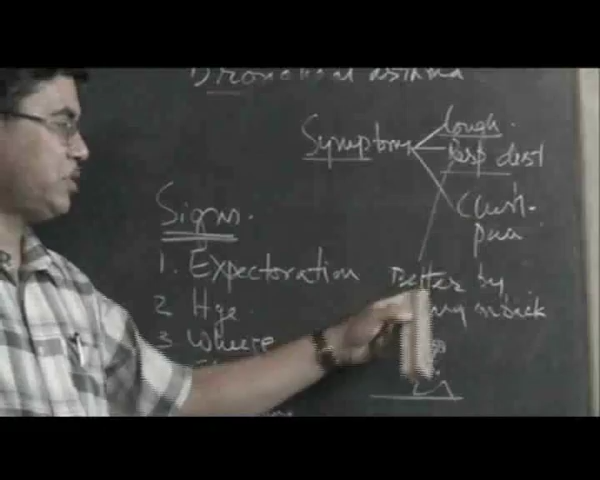 Bronchial asthma
Symptoms
Cough.
Resp dist
Chest-
pain
Signs.
1. Expectoration
2 Hge.
3 Wheeze
Better by
on back